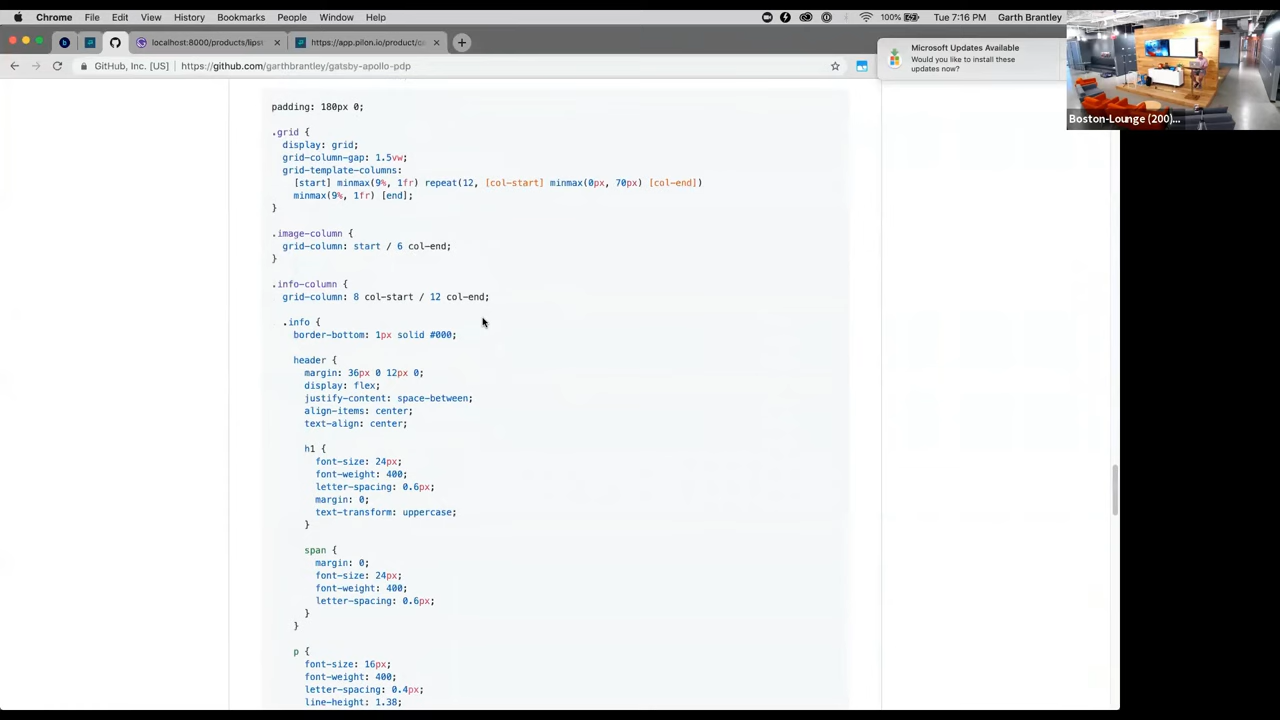 Chrome File Edit View History Bookmarks People Window Help
100% Tue 7:16 PM Garth Brantley
localhost:8000/products/lips
https://app.pilon.io/product/c
GitHub, Inc. [US] https://github.com/garthbrantley/gatsby-apollo-pdp
Microsoft Updates Available
Would you like to install these
updates now?
Boston-Lounge (200)...
padding: 180px 0;
.grid {
display: grid;
grid-column-gap: 1.5vw;
grid-template-columns:
[start] minmax(9%, 1fr) repeat(12, [col-start] minmax(0px, 70px) [col-end])
minmax(9%, 1fr) [end];
}
.image-column {
grid-column: start / 6 col-end;
}
.info-column {
grid-column: 8 col-start / 12 col-end;
.info {
border-bottom: 1px solid #000;
header {
margin: 36px 0 12px 0;
display: flex;
justify-content: space-between;
align-items: center;
text-align: center;
h1 {
font-size: 24px;
font-weight: 400;
letter-spacing: 0.6px;
margin: 0;
text-transform: uppercase;
}
span {
margin: 0;
font-size: 24px;
font-weight: 400;
letter-spacing: 0.6px;
}
}
p {
font-size: 16px;
font-weight: 400;
letter-spacing: 0.4px;
line-height: 1.38;